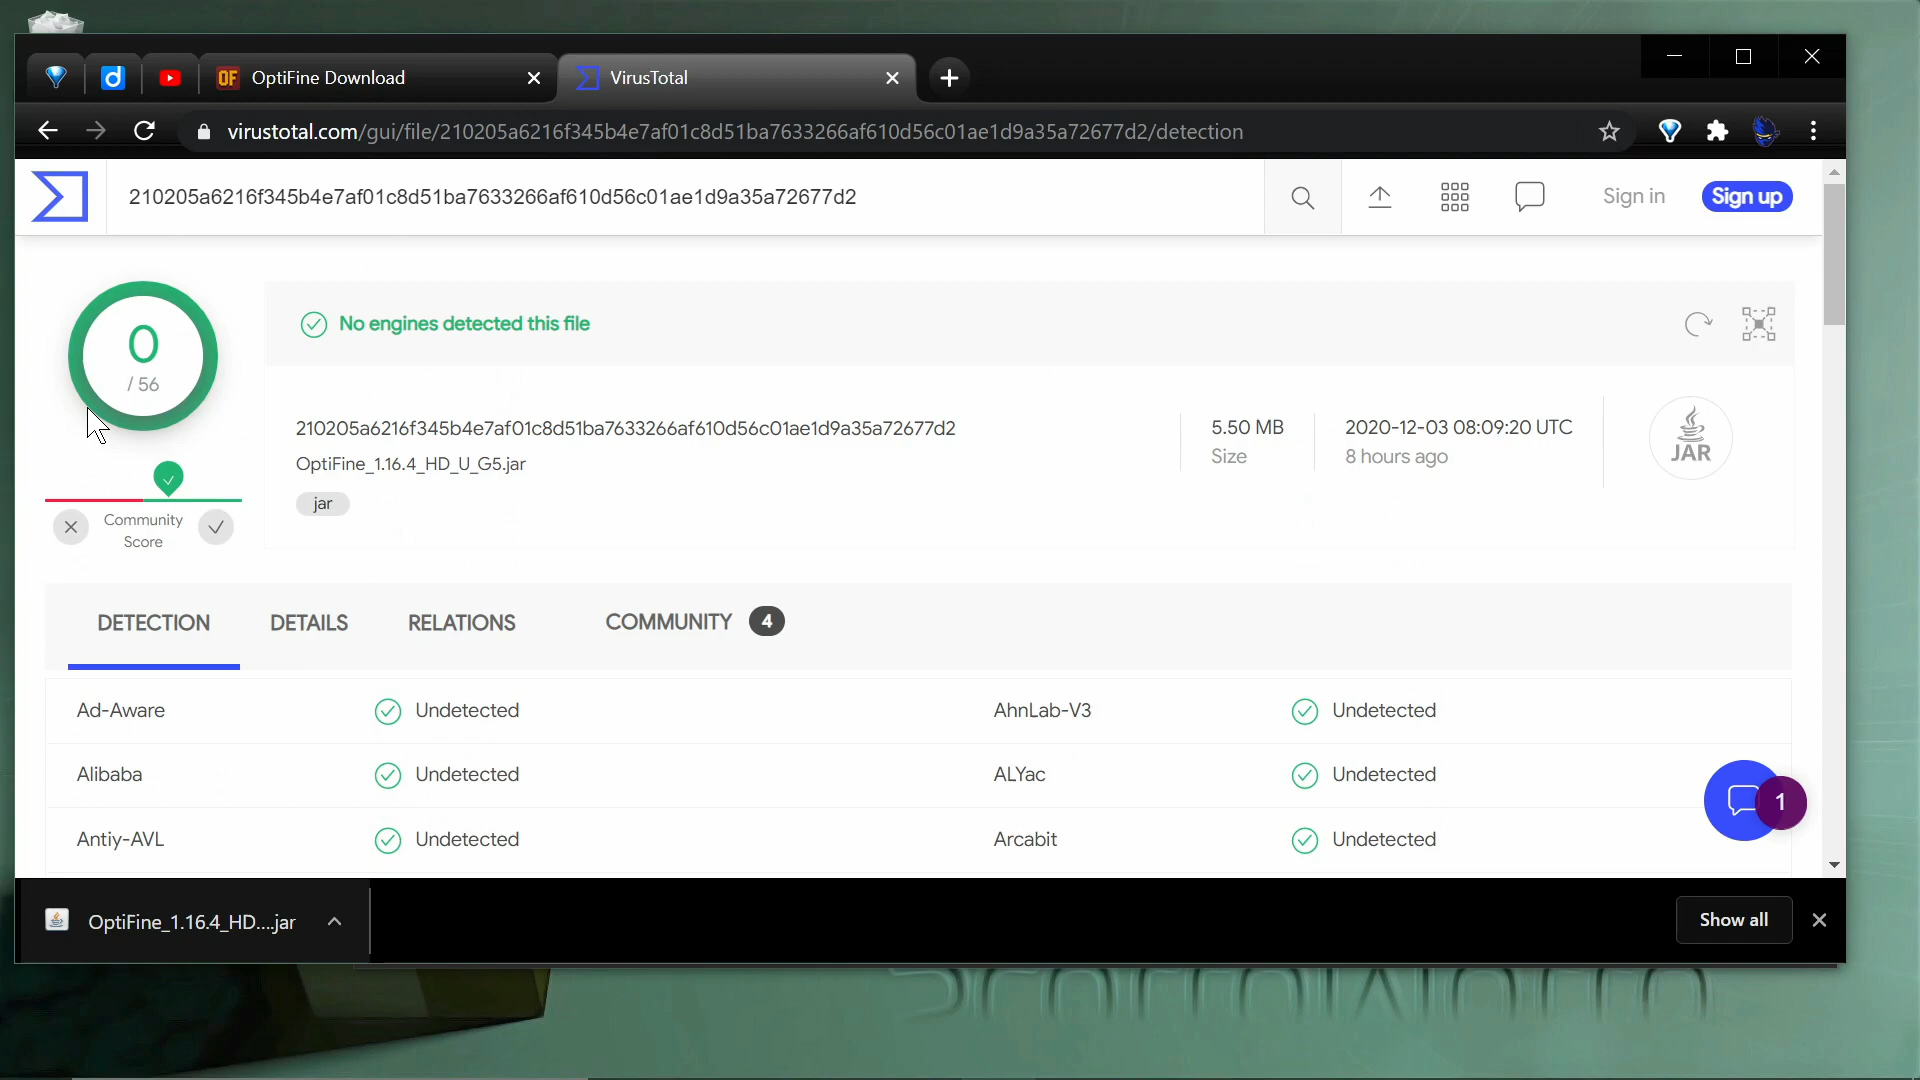 OF OptiFine Download
VirusTotal
virustotal.com/gui/file/210205a6216f345b4e7af01c8d51ba7633266af610d56c01ae1d9a35a72677d2/detection
210205a6216f345b4e7af01c8d51ba7633266af610d56c01ae1d9a35a72677d2
Sign in
Sign up
0
/ 56
No engines detected this file
210205a6216f345b4e7af01c8d51ba7633266af610d56c01ae1d9a35a72677d2
OptiFine_1.16.4_HD_U_G5.jar
jar
5.50 MB
Size
2020-12-03 08:09:20 UTC
8 hours ago
JAR
Community
Score
DETECTION
DETAILS
RELATIONS
COMMUNITY 4
Ad-Aware
Undetected
AhnLab-V3
Undetected
Alibaba
Undetected
ALYac
Undetected
Antiy-AVL
Undetected
Arcabit
Undetected
1
OptiFine_1.16.4_HD....jar
Show all